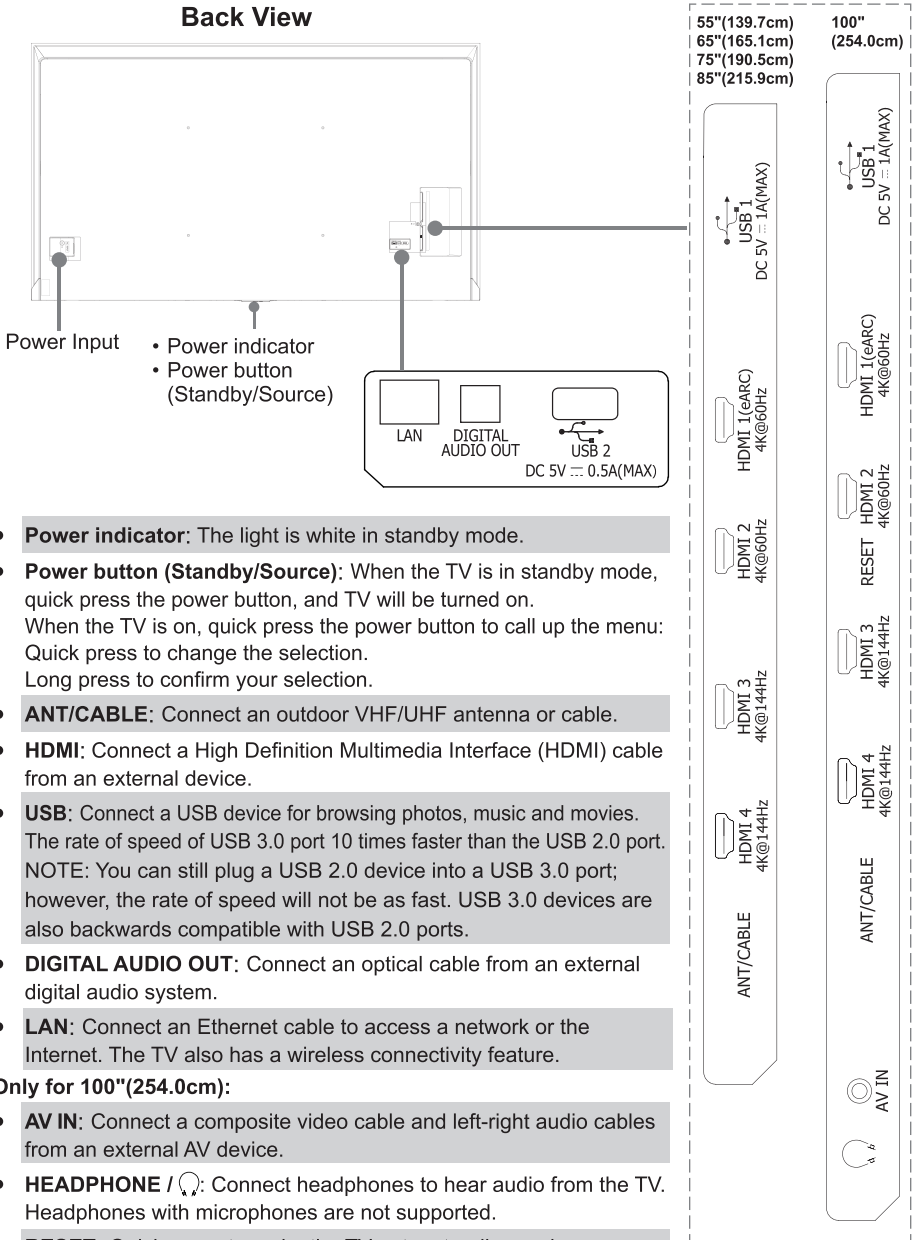 Back View
Power Input
• Power indicator
• Power button
(Standby/Source)
LAN
DIGITAL
AUDIO OUT
USB 2
DC 5V ⎓ 0.5A(MAX)
• Power indicator: The light is white in standby mode.
• Power button (Standby/Source): When the TV is in standby mode,
quick press the power button, and TV will be turned on.
When the TV is on, quick press the power button to call up the menu:
Quick press to change the selection.
Long press to confirm your selection.
• ANT/CABLE: Connect an outdoor VHF/UHF antenna or cable.
• HDMI: Connect a High Definition Multimedia Interface (HDMI) cable
from an external device.
• USB: Connect a USB device for browsing photos, music and movies.
The rate of speed of USB 3.0 port 10 times faster than the USB 2.0 port.
NOTE: You can still plug a USB 2.0 device into a USB 3.0 port;
however, the rate of speed will not be as fast. USB 3.0 devices are
also backwards compatible with USB 2.0 ports.
• DIGITAL AUDIO OUT: Connect an optical cable from an external
digital audio system.
• LAN: Connect an Ethernet cable to access a network or the
Internet. The TV also has a wireless connectivity feature.
Only for 100"(254.0cm):
• AV IN: Connect a composite video cable and left-right audio cables
from an external AV device.
• HEADPHONE / : Connect headphones to hear audio from the TV.
Headphones with microphones are not supported.
55"(139.7cm)
65"(165.1cm)
75"(190.5cm)
85"(215.9cm)
USB 1
DC 5V ⎓ 1A(MAX)
HDMI 1(eARC)
4K@60Hz
HDMI 2
4K@60Hz
HDMI 3
4K@144Hz
HDMI 4
4K@144Hz
ANT/CABLE
100"
(254.0cm)
USB 1
DC 5V ⎓ 1A(MAX)
HDMI 1(eARC)
4K@60Hz
HDMI 2
4K@60Hz
RESET
HDMI 3
4K@144Hz
HDMI 4
4K@144Hz
ANT/CABLE
AV IN